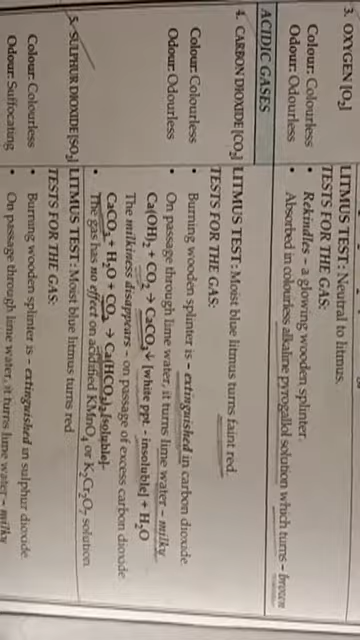 3. OXYGEN [O₂]
Colour: Colourless
Odour: Odourless
LITMUS TEST: Neutral to litmus.
TESTS FOR THE GAS:
• Rekindles – a glowing wooden splinter.
• Absorbed in colourless alkaline pyrogallol solution which turns – brown
ACIDIC GASES
4. CARBON DIOXIDE [CO₂]
Colour: Colourless
Odour: Odourless
LITMUS TEST: Moist blue litmus turns faint red.
TESTS FOR THE GAS:
• Burning wooden splinter is – extinguished in carbon dioxide
• On passage through lime water, it turns lime water – milky
Ca(OH)₂ + CO₂ → CaCO₃↓ [white ppt. - insoluble] + H₂O
The milkiness disappears – on passage of excess carbon dioxide
CaCO₃ + H₂O + CO₂ → Ca(HCO₃)₂ [soluble]-
• The gas has no effect on acidified KMnO₄ or K₂Cr₂O₇ solution.
5. SULPHUR DIOXIDE [SO₂]
Colour: Colourless
Odour: Suffocating
LITMUS TEST: Moist blue litmus turns red
TESTS FOR THE GAS:
• Burning wooden splinter is – extinguished in sulphur dioxide
• On passage through lime water, it turns lime water – milky